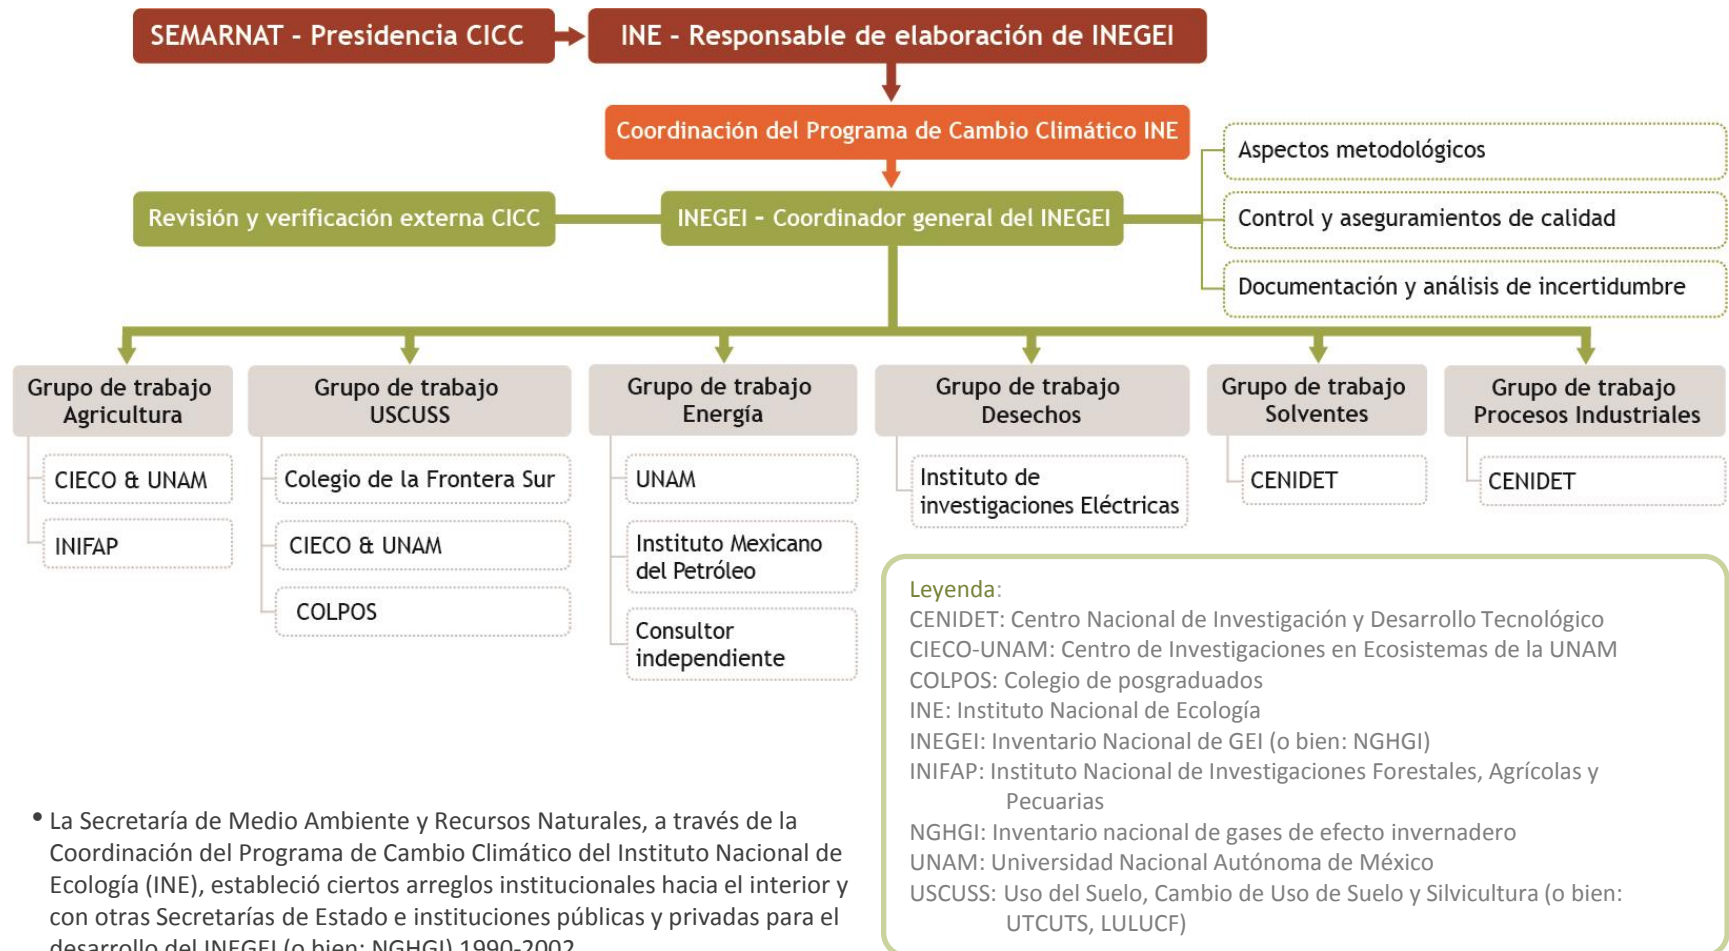 SEMARNAT - Presidencia CICC
INE - Responsable de elaboración de INEGEI
Coordinación del Programa de Cambio Climático INE
Revisión y verificación externa CICC
INEGEI - Coordinador general del INEGEI
Aspectos metodológicos
Control y aseguramientos de calidad
Documentación y análisis de incertidumbre
Grupo de trabajo
Agricultura
CIECO & UNAM
INIFAP
Grupo de trabajo
USCUSS
Colegio de la Frontera Sur
CIECO & UNAM
COLPOS
Grupo de trabajo
Energía
UNAM
Instituto Mexicano
del Petróleo
Consultor
independiente
Grupo de trabajo
Desechos
Instituto de
investigaciones Eléctricas
Grupo de trabajo
Solventes
CENIDET
Grupo de trabajo
Procesos Industriales
CENIDET
Leyenda:
CENIDET: Centro Nacional de Investigación y Desarrollo Tecnológico
CIECO-UNAM: Centro de Investigaciones en Ecosistemas de la UNAM
COLPOS: Colegio de posgraduados
INE: Instituto Nacional de Ecología
INEGEI: Inventario Nacional de GEI (o bien: NGHGI)
INIFAP: Instituto Nacional de Investigaciones Forestales, Agrícolas y
Pecuarias
NGHGI: Inventario nacional de gases de efecto invernadero
UNAM: Universidad Nacional Autónoma de México
USCUSS: Uso del Suelo, Cambio de Uso de Suelo y Silvicultura (o bien:
UTCUTS, LULUCF)
• La Secretaría de Medio Ambiente y Recursos Naturales, a través de la
Coordinación del Programa de Cambio Climático del Instituto Nacional de
Ecología (INE), estableció ciertos arreglos institucionales hacia el interior y
con otras Secretarías de Estado e instituciones públicas y privadas para el
desarrollo del INEGEI (o bien: NGHGI) 1990-2002